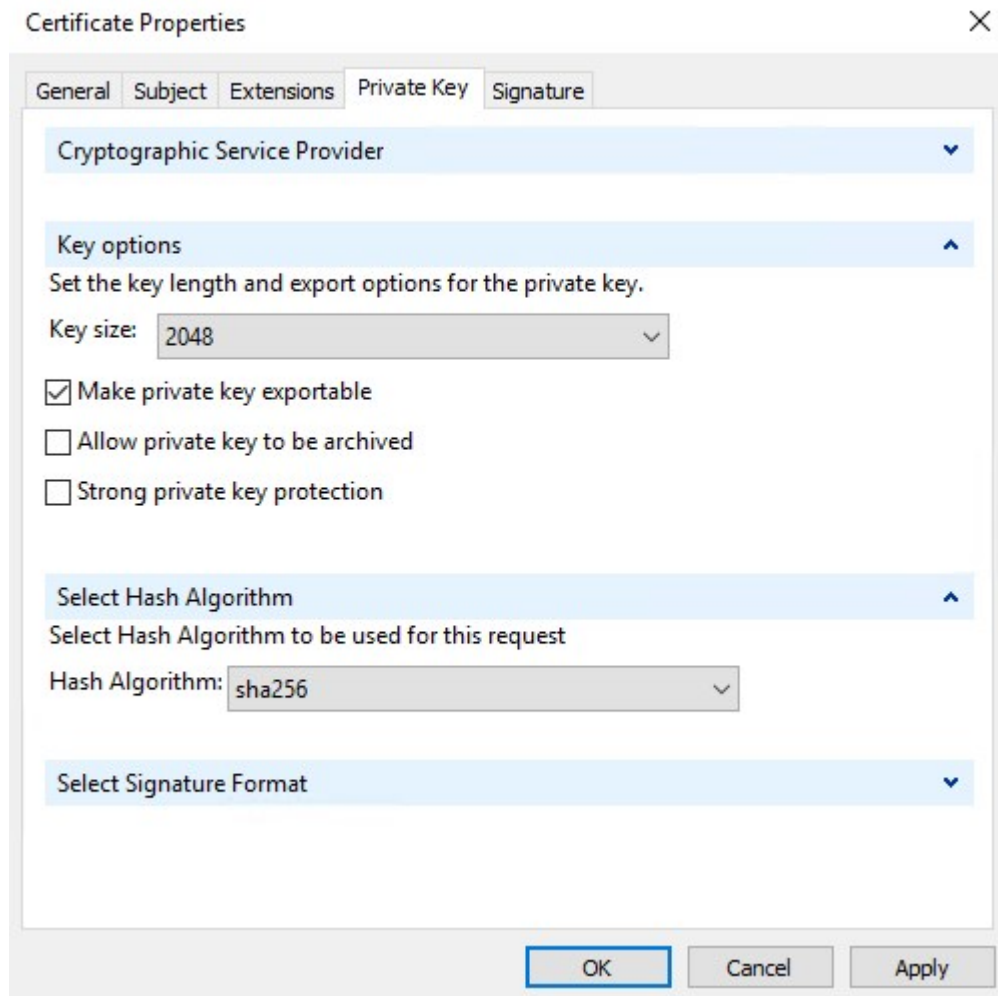 Certificate Properties
General Subject Extensions Private Key Signature
Cryptographic Service Provider
Key options
Set the key length and export options for the private key.
Key size: 2048
Make private key exportable
Allow private key to be archived
Strong private key protection
Select Hash Algorithm
Select Hash Algorithm to be used for this request
Hash Algorithm: sha256
Select Signature Format
OK Cancel Apply